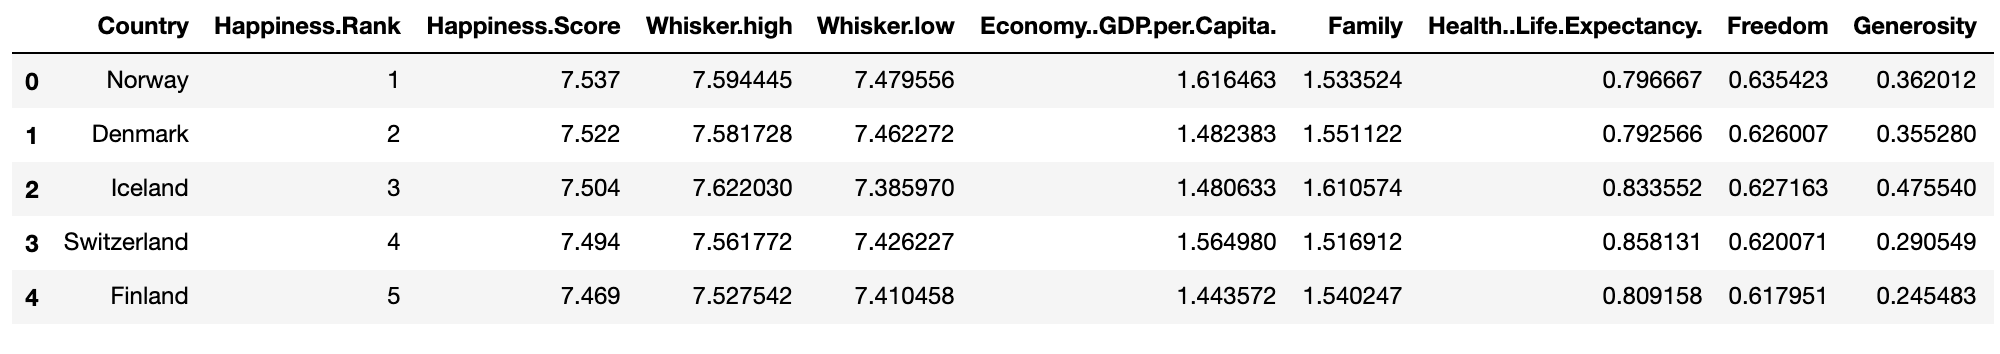 Country Happiness.Rank Happiness.Score Whisker.high Whisker.low Economy..GDP.per.Capita. Family Health..Life.Expectancy. Freedom Generosity
0 Norway 1 7.537 7.594445 7.479556 1.616463 1.533524 0.796667 0.635423 0.362012
1 Denmark 2 7.522 7.581728 7.462272 1.482383 1.551122 0.792566 0.626007 0.355280
2 Iceland 3 7.504 7.622030 7.385970 1.480633 1.610574 0.833552 0.627163 0.475540
3 Switzerland 4 7.494 7.561772 7.426227 1.564980 1.516912 0.858131 0.620071 0.290549
4 Finland 5 7.469 7.527542 7.410458 1.443572 1.540247 0.809158 0.617951 0.245483